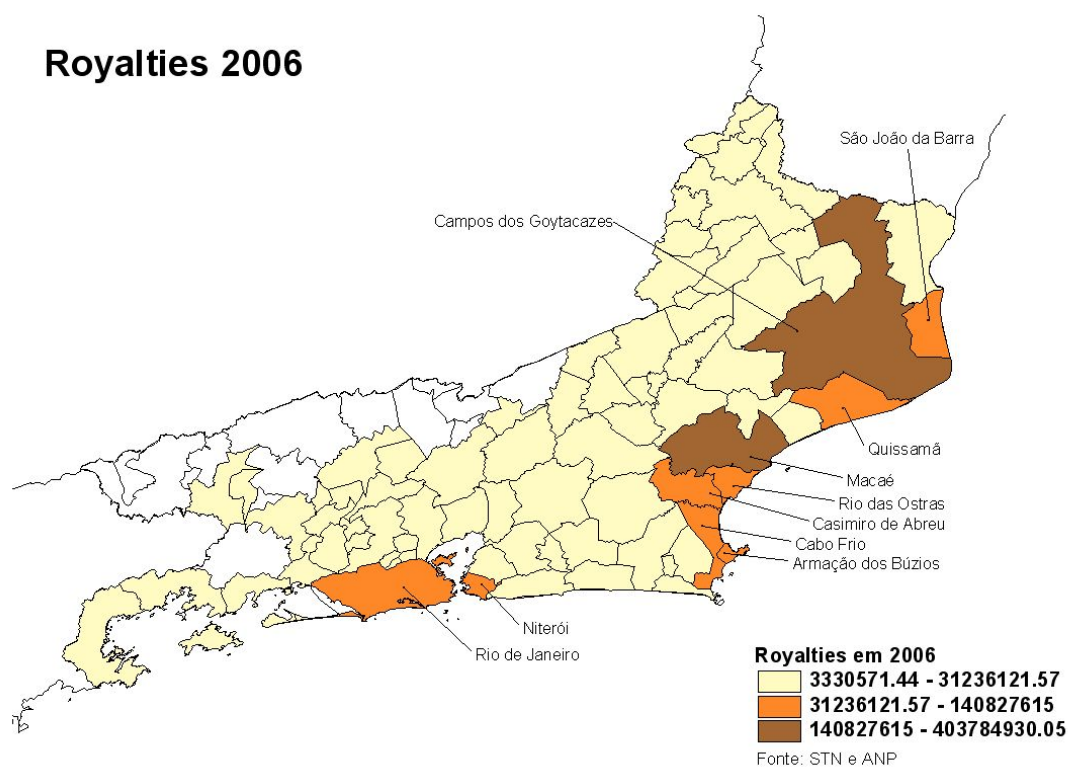 Royalties 2006
São João da Barra
Campos dos Goytacazes
Quissamã
Macaé
Rio das Ostras
Casimiro de Abreu
Cabo Frio
Armação dos Búzios
Niterói
Rio de Janeiro
Royalties em 2006
3330571.44 - 31236121.57
31236121.57 - 140827615
140827615 - 403784930.05
Fonte: STN e ANP